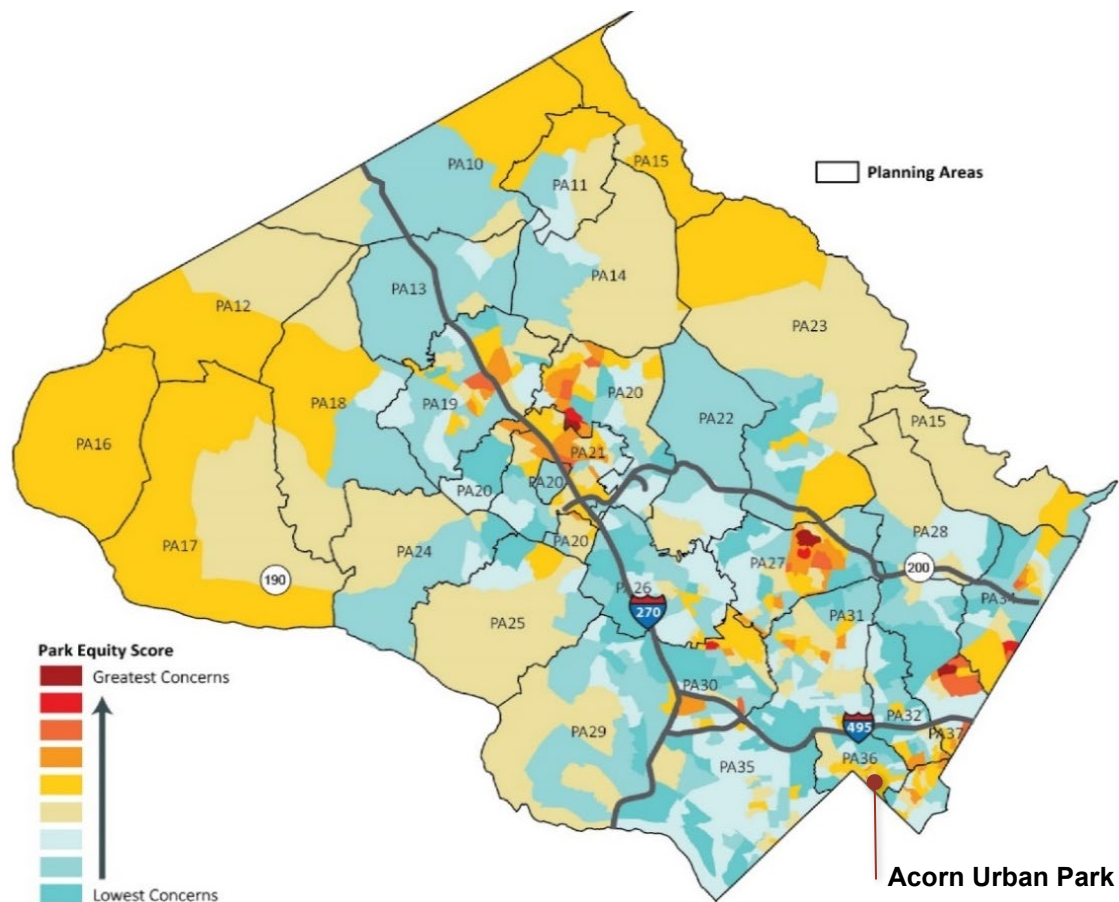 PA10
PA15
PA11
Planning Areas
PA14
PA13
PA12
PA23
PA18
PA19
PA20
PA22
PA16
PA15
PA21
PA20
PA20
PA17
PA24
PA20
PA28
PA27
190
200
PA26
PA34
PA31
270
PA25
Park Equity Score
Greatest Concerns
PA30
PA32
495
PA37
PA29
PA36
PA35
Acorn Urban Park
Lowest Concerns